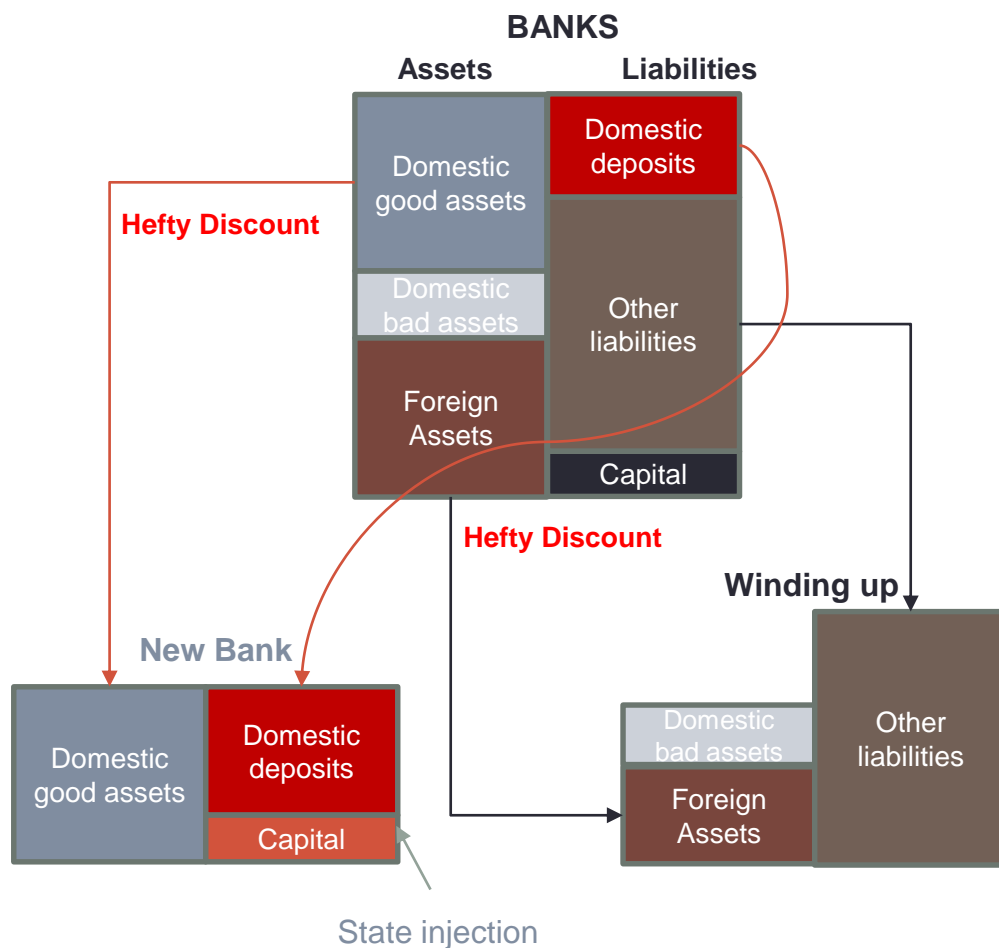 BANKS
Assets
Liabilities
Domestic
good assets
Domestic
deposits
Hefty Discount
Domestic
bad assets
Other
liabilities
Foreign
Assets
Capital
Hefty Discount
Winding up
New Bank
Domestic
good assets
Domestic
deposits
Capital
Domestic
bad assets
Other
liabilities
Foreign
Assets
State injection